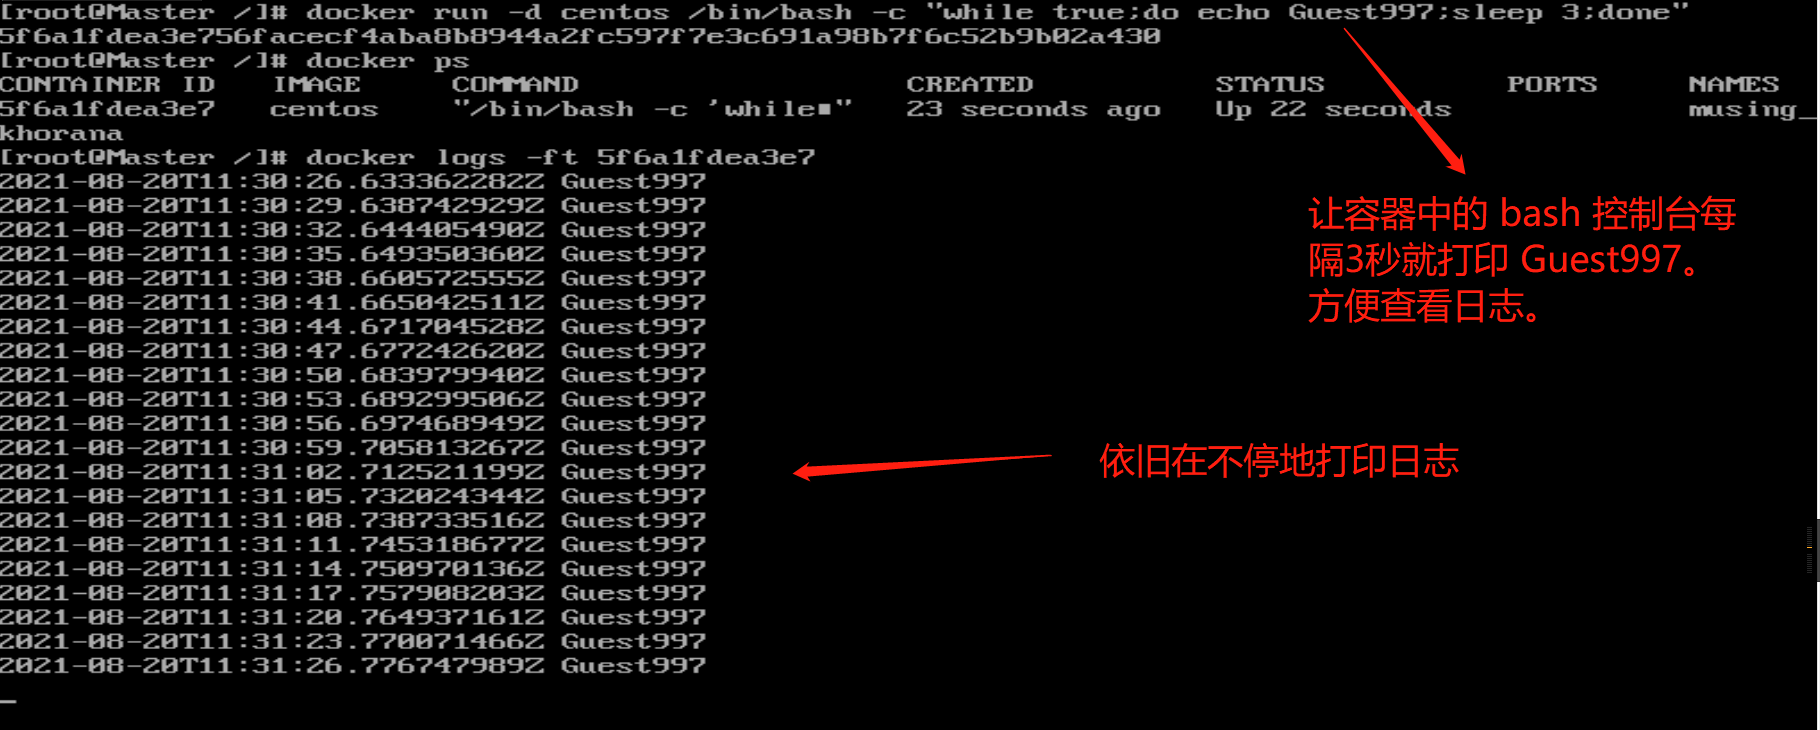 [root@Master /]# docker run -d centos /bin/bash -c "while true;do echo Guest997;sleep 3;done"
5f6a1fdea3e756facecf4aba8b8944a2fc597f7e3c691a98b7f6c52b9b02a430
[root@Master /]# docker ps
CONTAINER ID   IMAGE     COMMAND                  CREATED          STATUS          PORTS     NAMES
5f6a1fdea3e7   centos    "/bin/bash -c 'while■"   23 seconds ago   Up 22 seconds             musing_
khorana
[root@Master /]# docker logs -ft 5f6a1fdea3e7
2021-08-20T11:30:26.633362282Z Guest997
2021-08-20T11:30:29.638742929Z Guest997
2021-08-20T11:30:32.644405490Z Guest997
2021-08-20T11:30:35.649350360Z Guest997
2021-08-20T11:30:38.660572555Z Guest997
2021-08-20T11:30:41.665042511Z Guest997
2021-08-20T11:30:44.671704528Z Guest997
2021-08-20T11:30:47.677242620Z Guest997
2021-08-20T11:30:50.683979940Z Guest997
2021-08-20T11:30:53.689299506Z Guest997
2021-08-20T11:30:56.697468949Z Guest997
2021-08-20T11:30:59.705813267Z Guest997
2021-08-20T11:31:02.712521199Z Guest997
2021-08-20T11:31:05.732024344Z Guest997
2021-08-20T11:31:08.738733516Z Guest997
2021-08-20T11:31:11.745318677Z Guest997
2021-08-20T11:31:14.750970136Z Guest997
2021-08-20T11:31:17.757908203Z Guest997
2021-08-20T11:31:20.764937161Z Guest997
2021-08-20T11:31:23.770071466Z Guest997
2021-08-20T11:31:26.776747989Z Guest997
让容器中的 bash 控制台每
隔3秒就打印 Guest997。
方便查看日志。
依旧在不停地打印日志